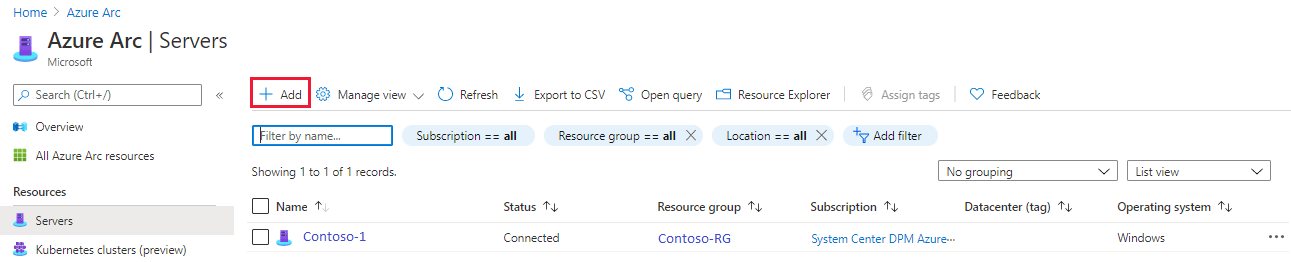 Home > Azure Arc
Azure Arc | Servers
Microsoft
Search (Ctrl+/)
«
Overview
All Azure Arc resources
Resources
Servers
Kubernetes clusters (preview)
Add Manage view Refresh Export to CSV Open query Resource Explorer Assign tags Feedback
Filter by name... Subscription == all Resource group == all Location == all Add filter
Showing 1 to 1 of 1 records. No grouping List view
Name Status Resource group Subscription Datacenter (tag) Operating system
Contoso-1 Connected Contoso-RG System Center DPM Azure··· Windows ···